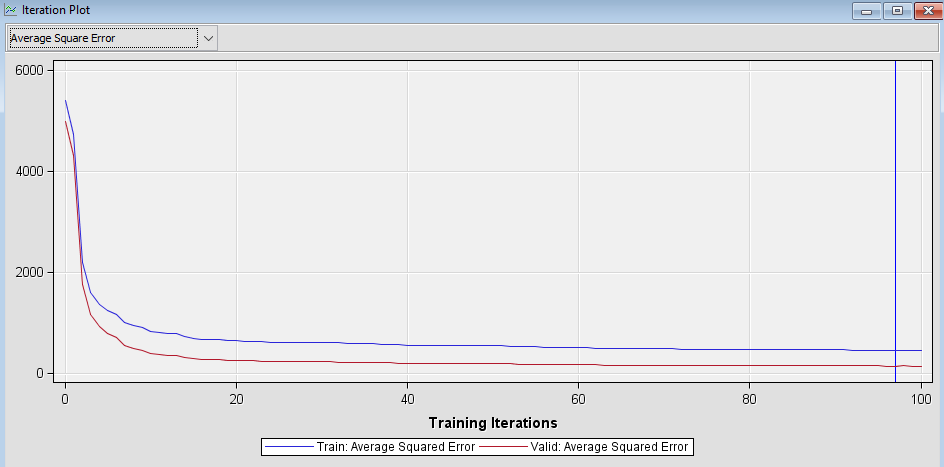 Iteration Plot
Average Square Error
6000
4000
2000
0
0 20 40 60 80 100
Training Iterations
Train: Average Squared Error Valid: Average Squared Error